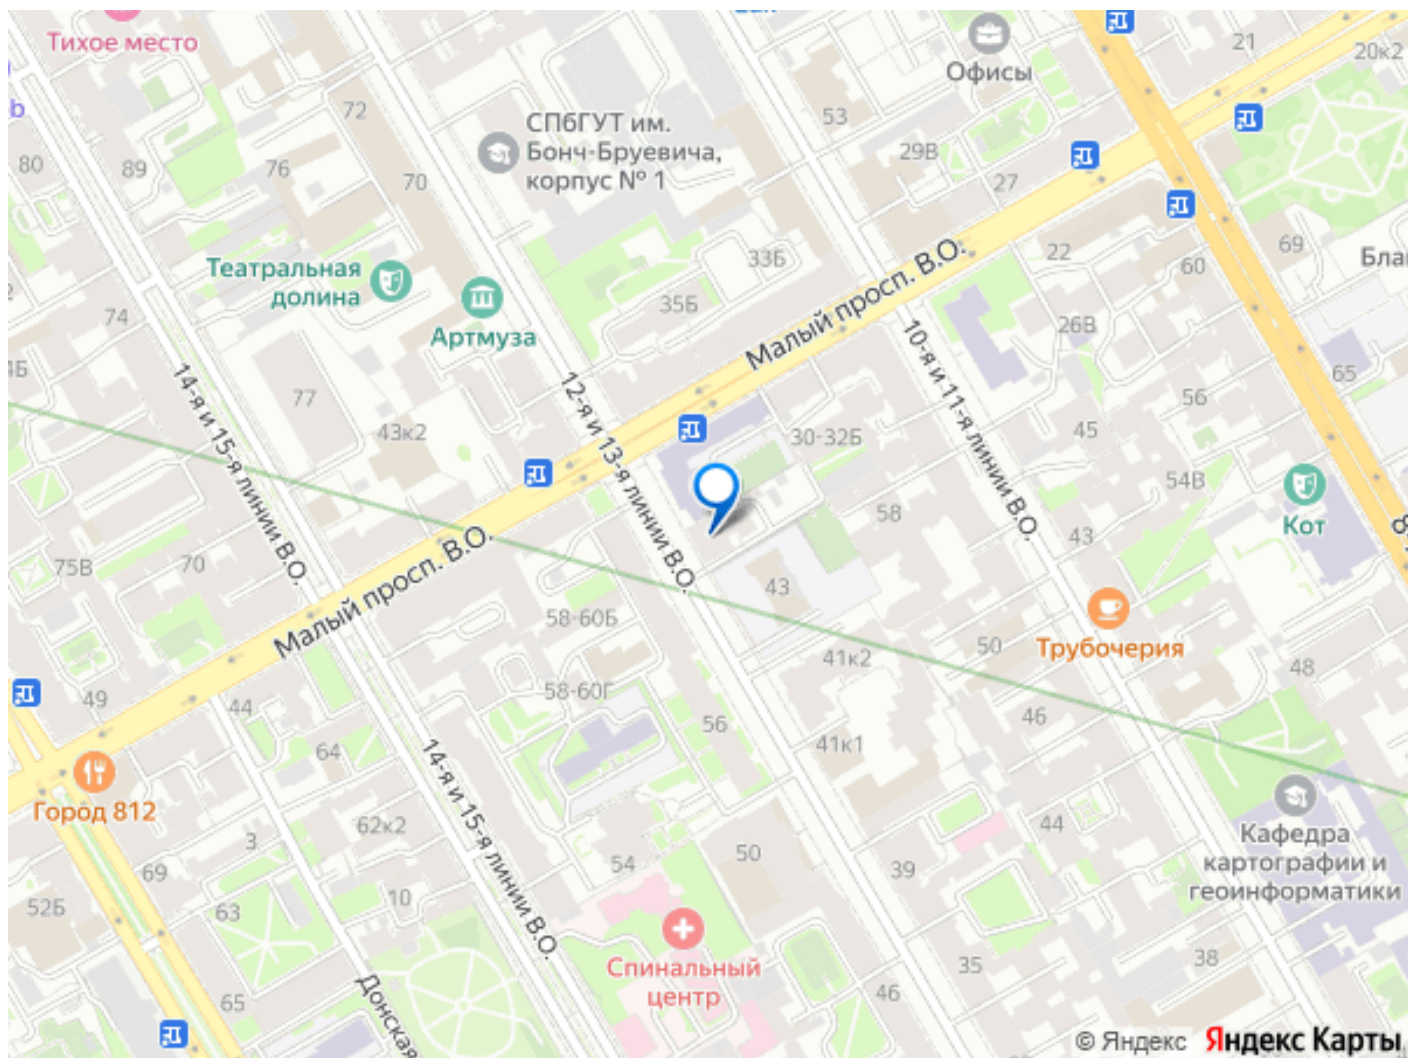 Тихое место
Офисы
21
20к2
72
53
СПбГУТ им.
Бонч-Бруевича,
корпус № 1
80
89
76
70
29В
27
69
Бла
22
60
33Б
Театральная
долина
35Б
Артмуза
74
Малый просп. В.О.
10-я и 11-я линии В.О.
26В
65
14-я и 15-я линии В.О.
77
12-я и 13-я линии В.О.
56
43к2
30-32Б
45
54В
Кот
58
43
75В
70
Малый просп. В.О.
43
58-60Б
Трубочерия
50
41к2
48
58-60Г
49
44
56
46
64
41к1
14-я и 15-я линии В.О.
Город 812
62к2
3
44
Кафедра
картографии и
геоинформатики
69
54
50
39
10
52Б
63
Спинальный
центр
35
38
46
65
Донская
© Яндекс Яндекс Карты